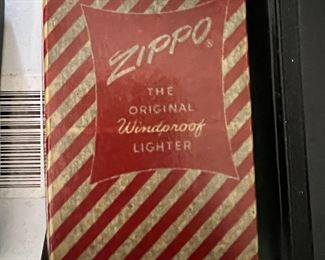 ZIPPO®
THE
ORIGINAL
Windproof
LIGHTER